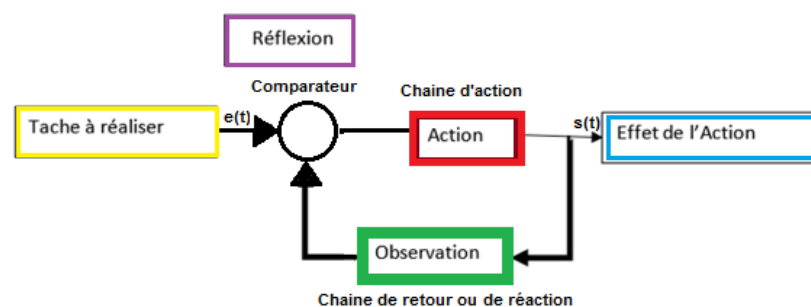 Réflexion
Comparateur
Chaine d'action
Tache à réaliser
e(t)
Action
s(t)
Effet de l'Action
Observation
Chaine de retour ou de réaction